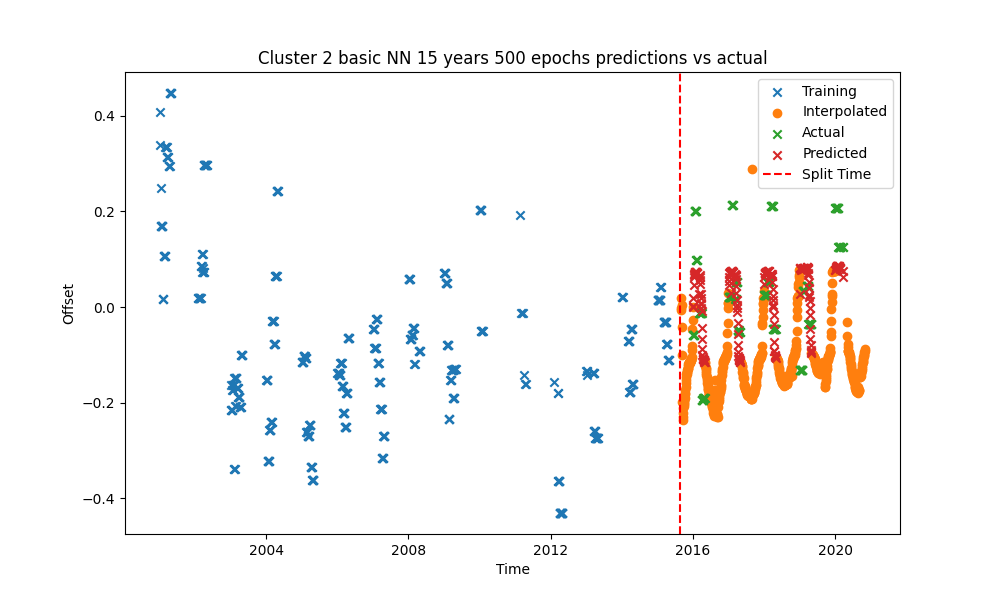 Cluster 2 basic NN 15 years 500 epochs predictions vs actual
Training
Interpolated
Actual
Predicted
Split Time
Offset
0.4
0.2
0.0
−0.2
−0.4
2004
2008
2012
2016
2020
Time